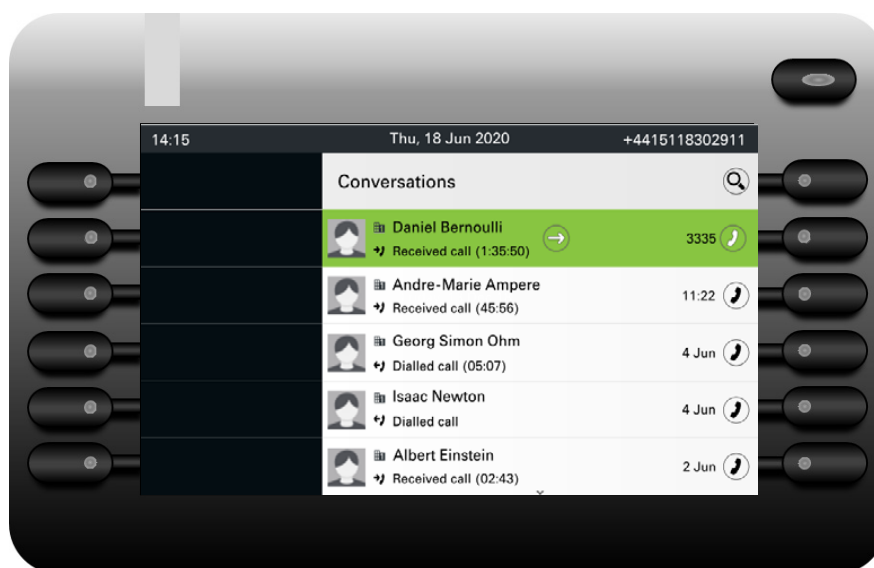 14:15 Thu, 18 Jun 2020 +4415118302911
Conversations
Daniel Bernoulli
Received call (1:35:50) 3335
Andre-Marie Ampere
Received call (45:56) 11:22
Georg Simon Ohm
Dialled call (05:07) 4 Jun
Isaac Newton
Dialled call 4 Jun
Albert Einstein
Received call (02:43) 2 Jun